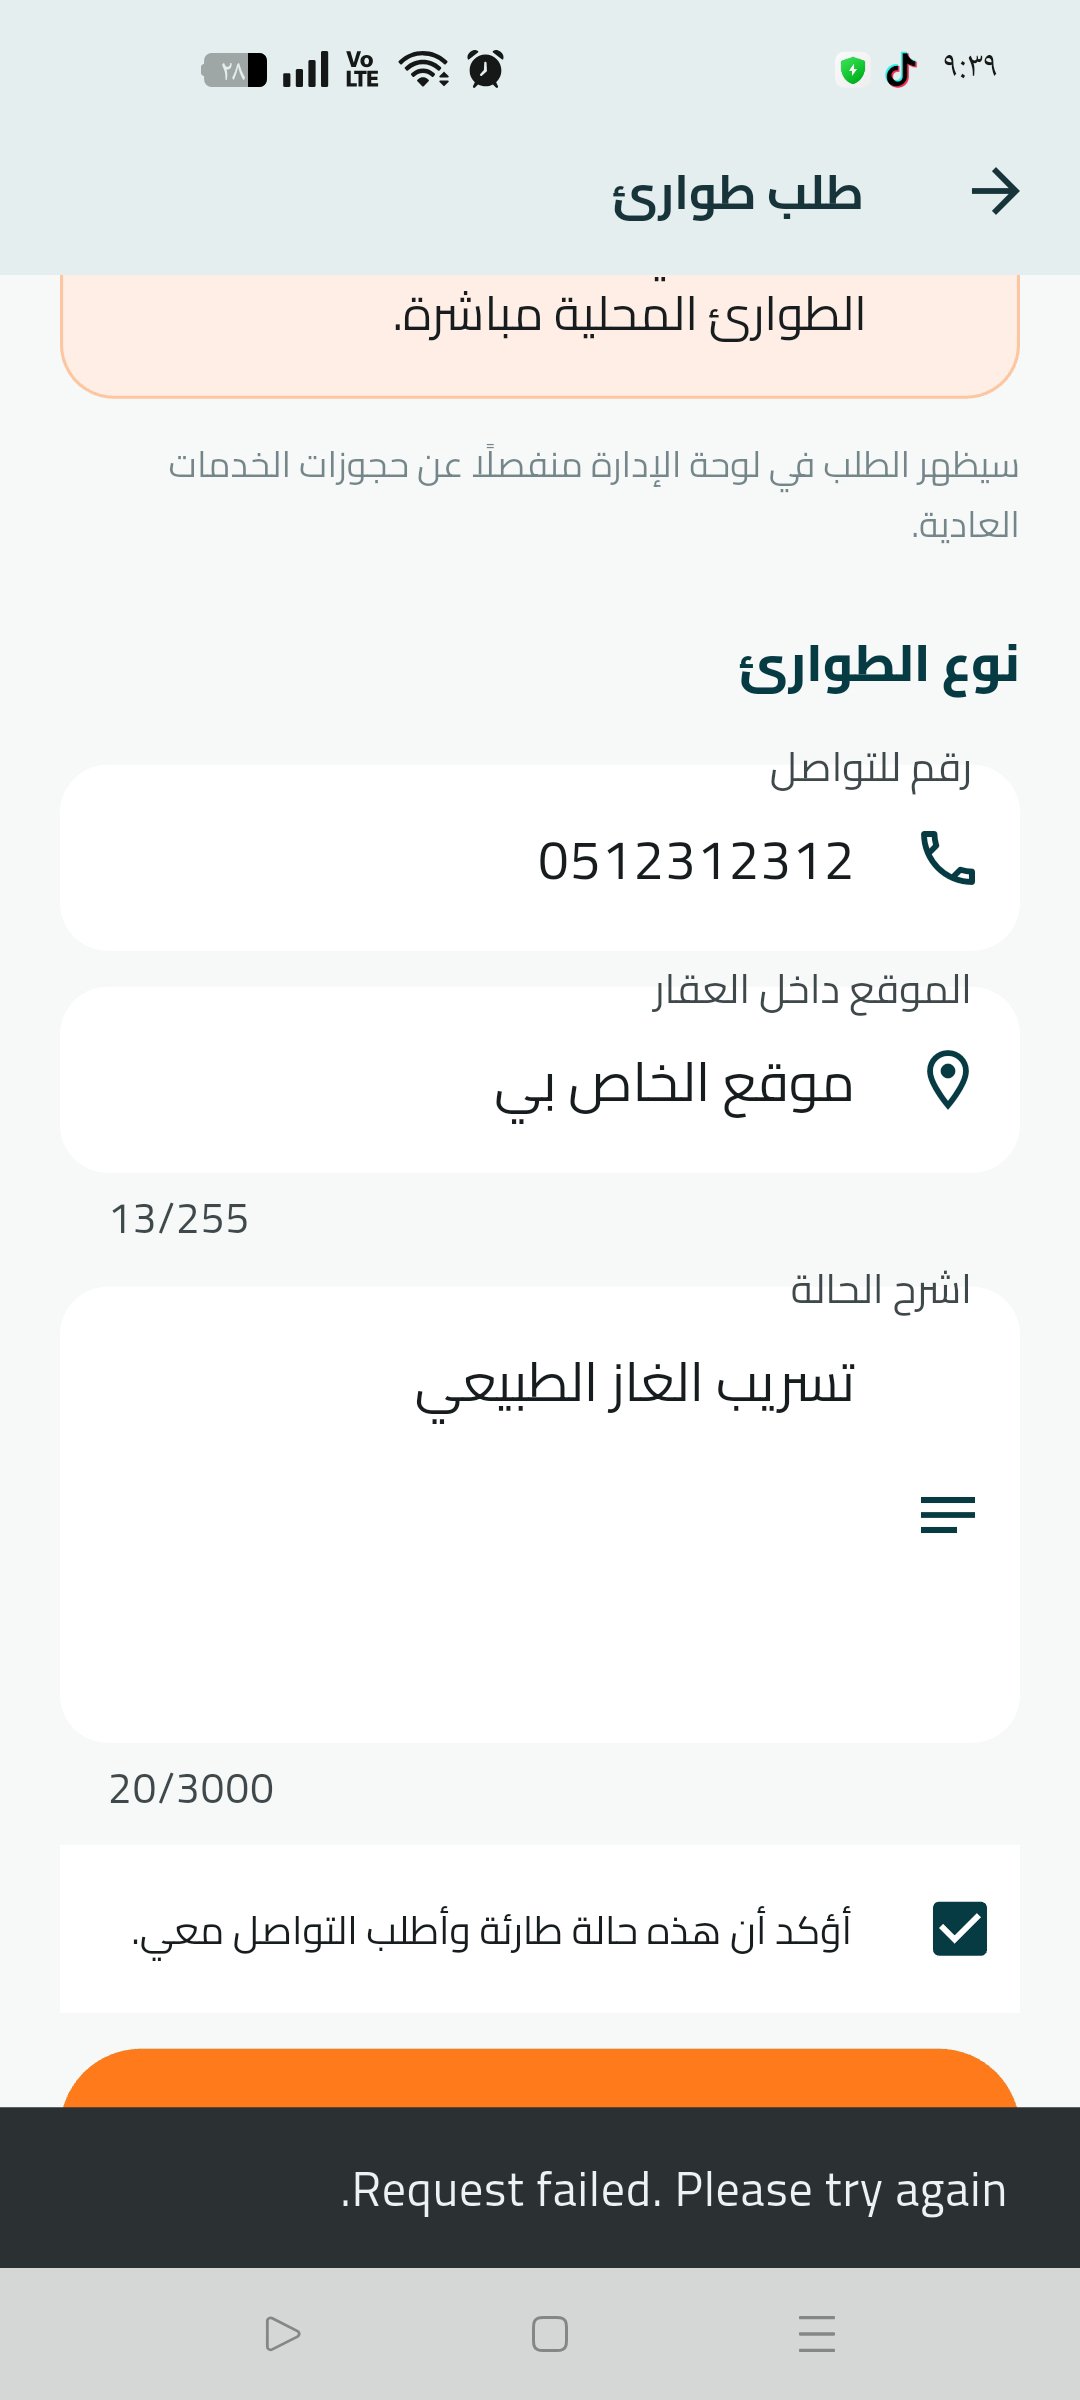 ٩:٣٩
Vo LTE
٢٨
طلب طوارئ
الطوارئ المحلية مباشرة.
سيظهر الطلب في لوحة الإدارة منفصلًا عن حجوزات الخدمات
العادية.
نوع الطوارئ
رقم للتواصل
0512312312
الموقع داخل العقار
موقع الخاص بي
13/255
اشرح الحالة
تسريب الغاز الطبيعي
20/3000
أؤكد أن هذه حالة طارئة وأطلب التواصل معي.
.Request failed. Please try again